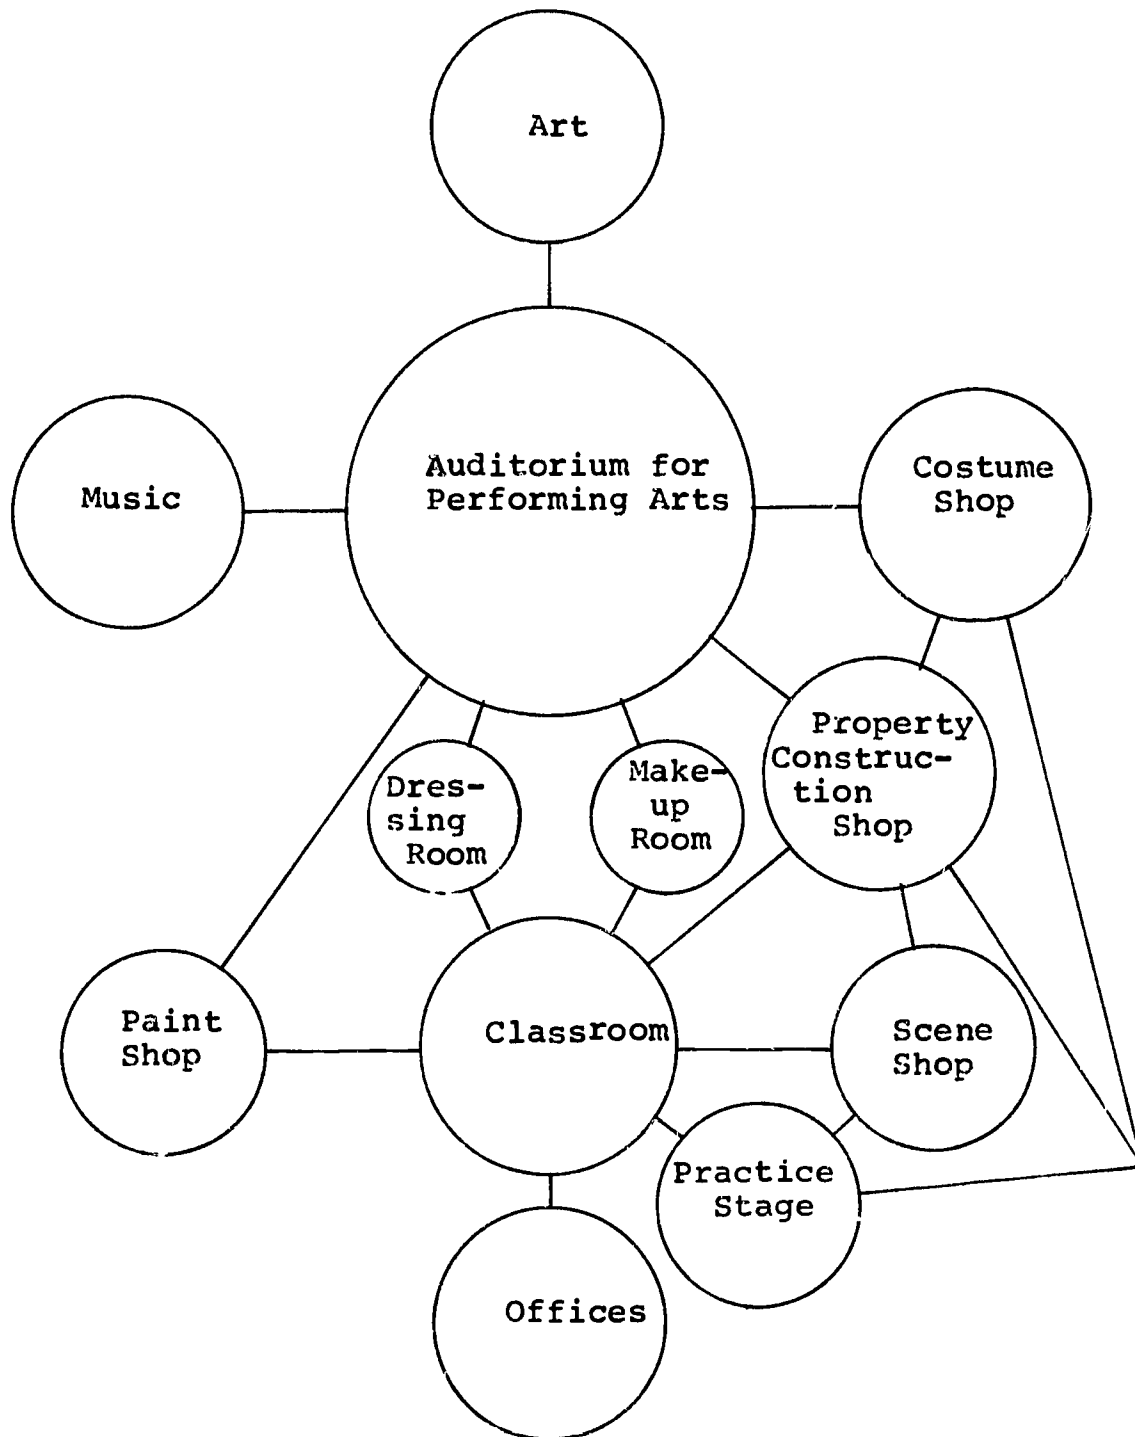 Art
Music
Auditorium for
Performing Arts
Costume
Shop
Property
Construc-
tion
Shop
Dres-
sing
Room
Make-
up
Room
Paint
Shop
Classroom
Scene
Shop
Practice
Stage
Offices